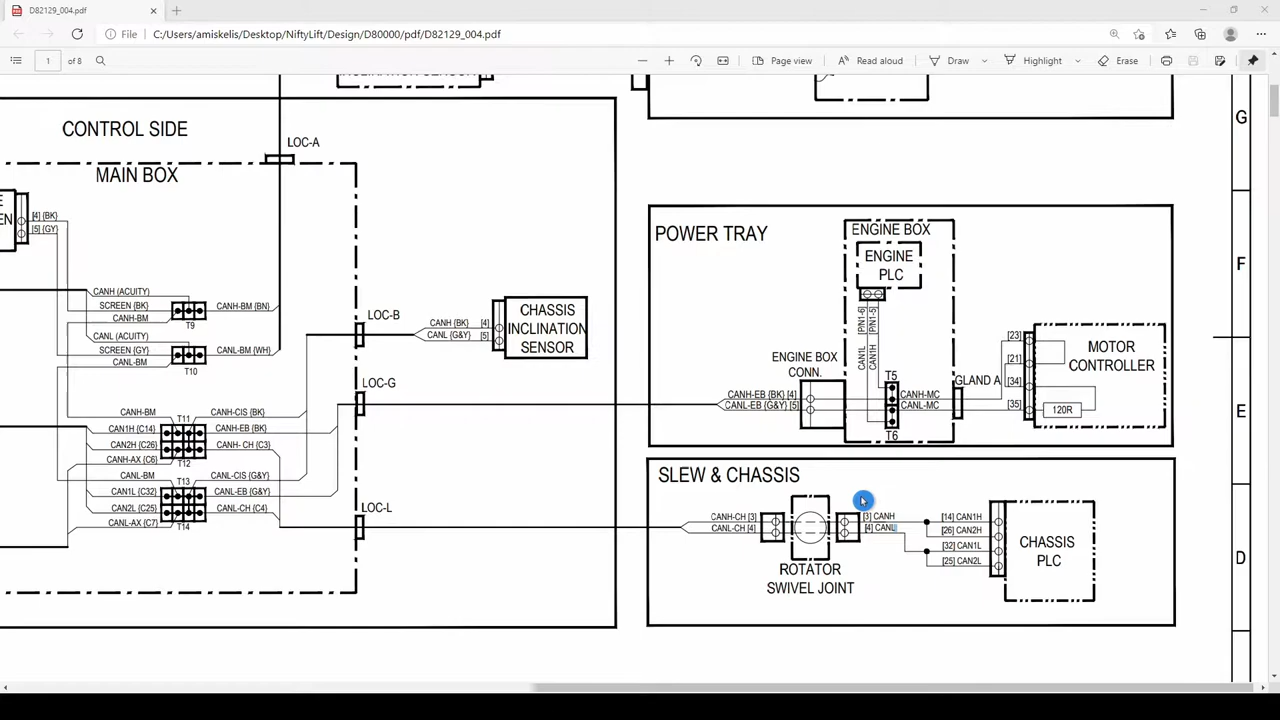 D82129_004.pdf
File
C:/Users/amiskelis/Desktop/NiftyLift/Design/D80000/pdf/D82129_004.pdf
1 of 8
Page view
Read aloud
Draw
Highlight
Erase
G
CONTROL SIDE
LOC-A
MAIN BOX
[4] {BK}
[5] {GY}
POWER TRAY
ENGINE BOX
ENGINE
PLC
F
CANH (ACUITY)
SCREEN {BK}
CANH-BM
CANH-BM {BN}
T9
CANL (ACUITY)
SCREEN {GY}
CANL-BM
CANL-BM {WH}
T10
LOC-B
CANH {BK}
[4]
CANL {G&Y}
[5]
CHASSIS
INCLINATION
SENSOR
CAN1L [P/N1-6]
CAN1H [P/N1-5]
[23]
[21]
[34]
[35]
MOTOR
CONTROLLER
120R
ENGINE BOX
CONN.
T5
GLAND A
LOC-G
CANH-EB {BK} [4]
CANL-EB {G&Y} [5]
CANH-MC
CANL-MC
T6
E
CANH-BM
T11
CANH-CIS {BK}
CAN1H {C14}
CANH-EB {BK}
CAN2H {C26}
CANH- CH {C3}
CANH-AX {C6}
T12
CANL-BM
T13
CANL-CIS {G&Y}
CAN1L {C32}
CANL-EB {G&Y}
CAN2L {C25}
CANL-CH {C4}
CANL-AX {C7}
T14
LOC-L
SLEW & CHASSIS
CANH-CH [3]
CANL-CH [4]
[3] CANH
[4] CANL
[14] CAN1H
[26] CAN2H
[32] CAN1L
[25] CAN2L
CHASSIS
PLC
ROTATOR
SWIVEL JOINT
D